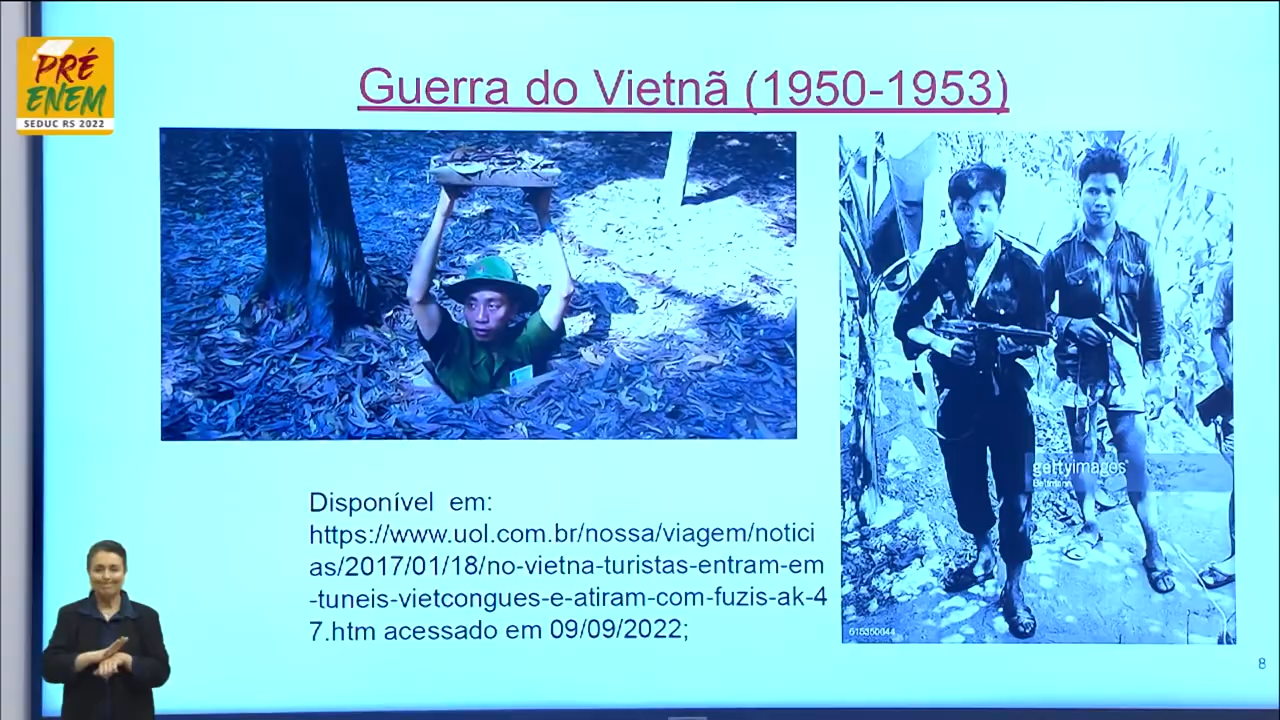 PRÉ
ENEM
SEDUC RS 2022
Guerra do Vietnã (1950-1953)
gettyimages
Bettmann
615350644
Disponível em:
https://www.uol.com.br/nossa/viagem/notici
as/2017/01/18/no-vietna-turistas-entram-em
-tuneis-vietcongues-e-atiram-com-fuzis-ak-4
7.htm acessado em 09/09/2022;
8